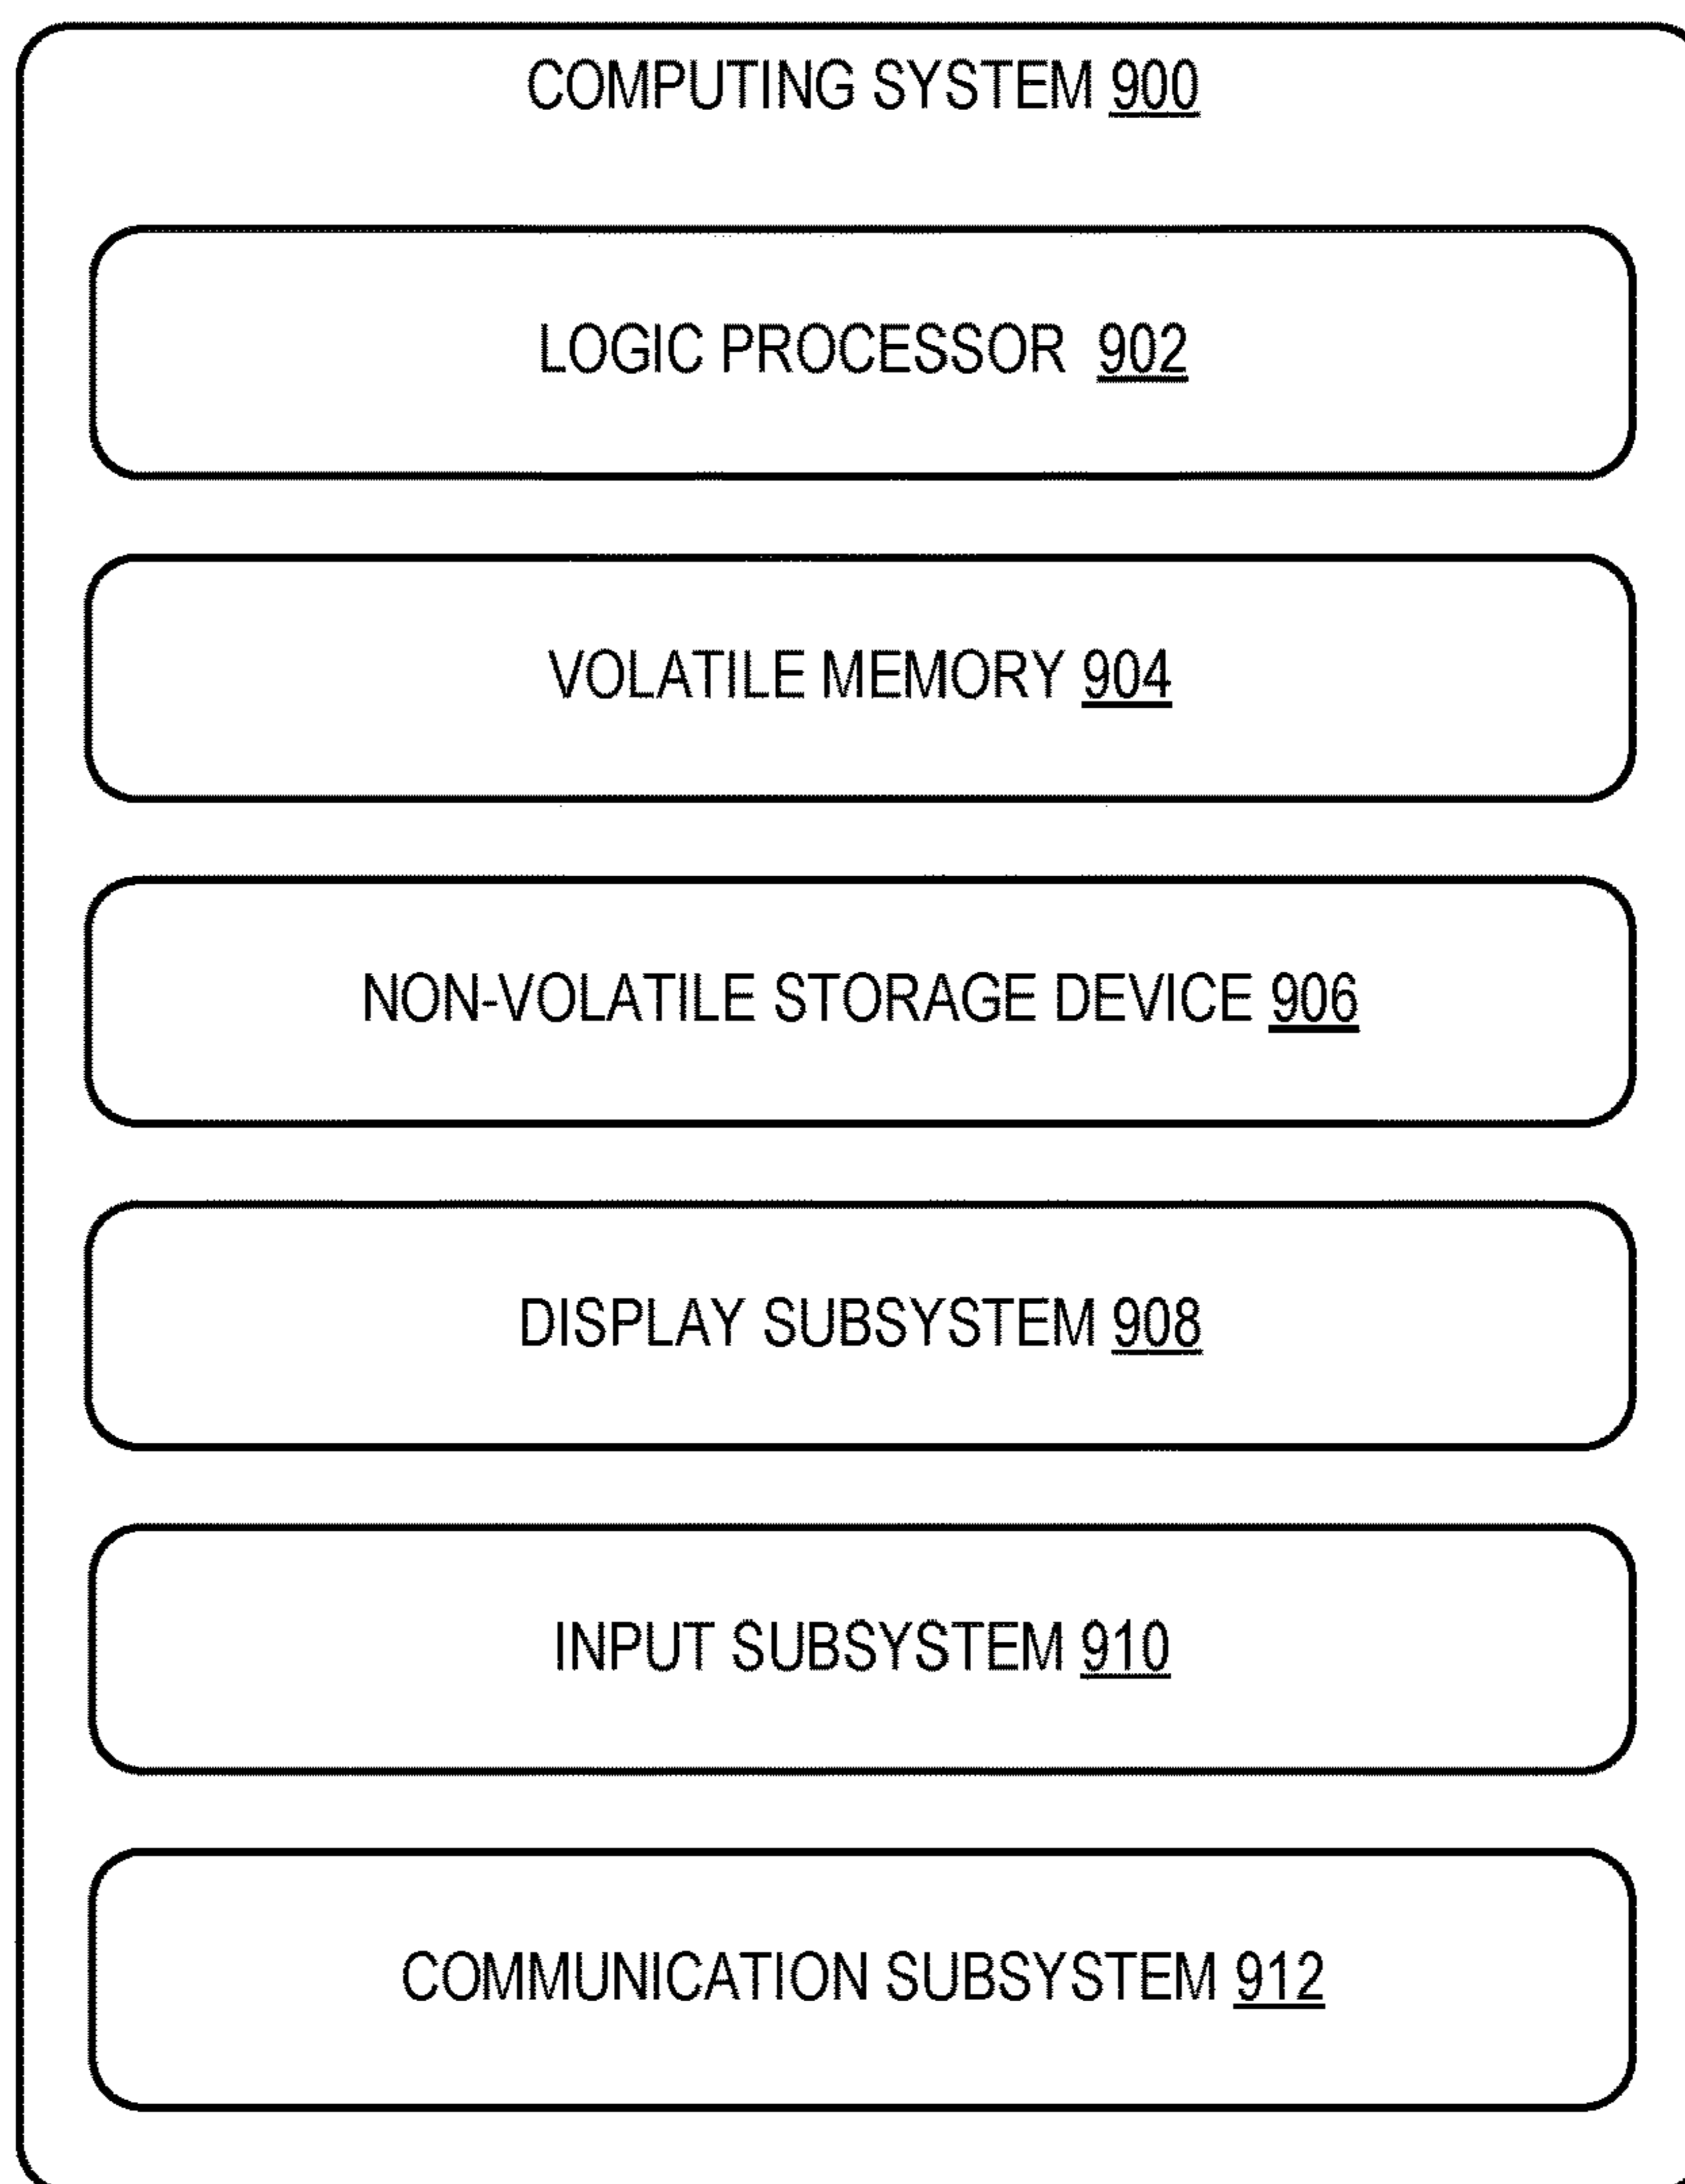 COMPUTING SYSTEM 900
LOGIC PROCESSOR 902
VOLATILE MEMORY 904
NON-VOLATILE STORAGE DEVICE 906
DISPLAY SUBSYSTEM 908
INPUT SUBSYSTEM 910
COMMUNICATION SUBSYSTEM 912